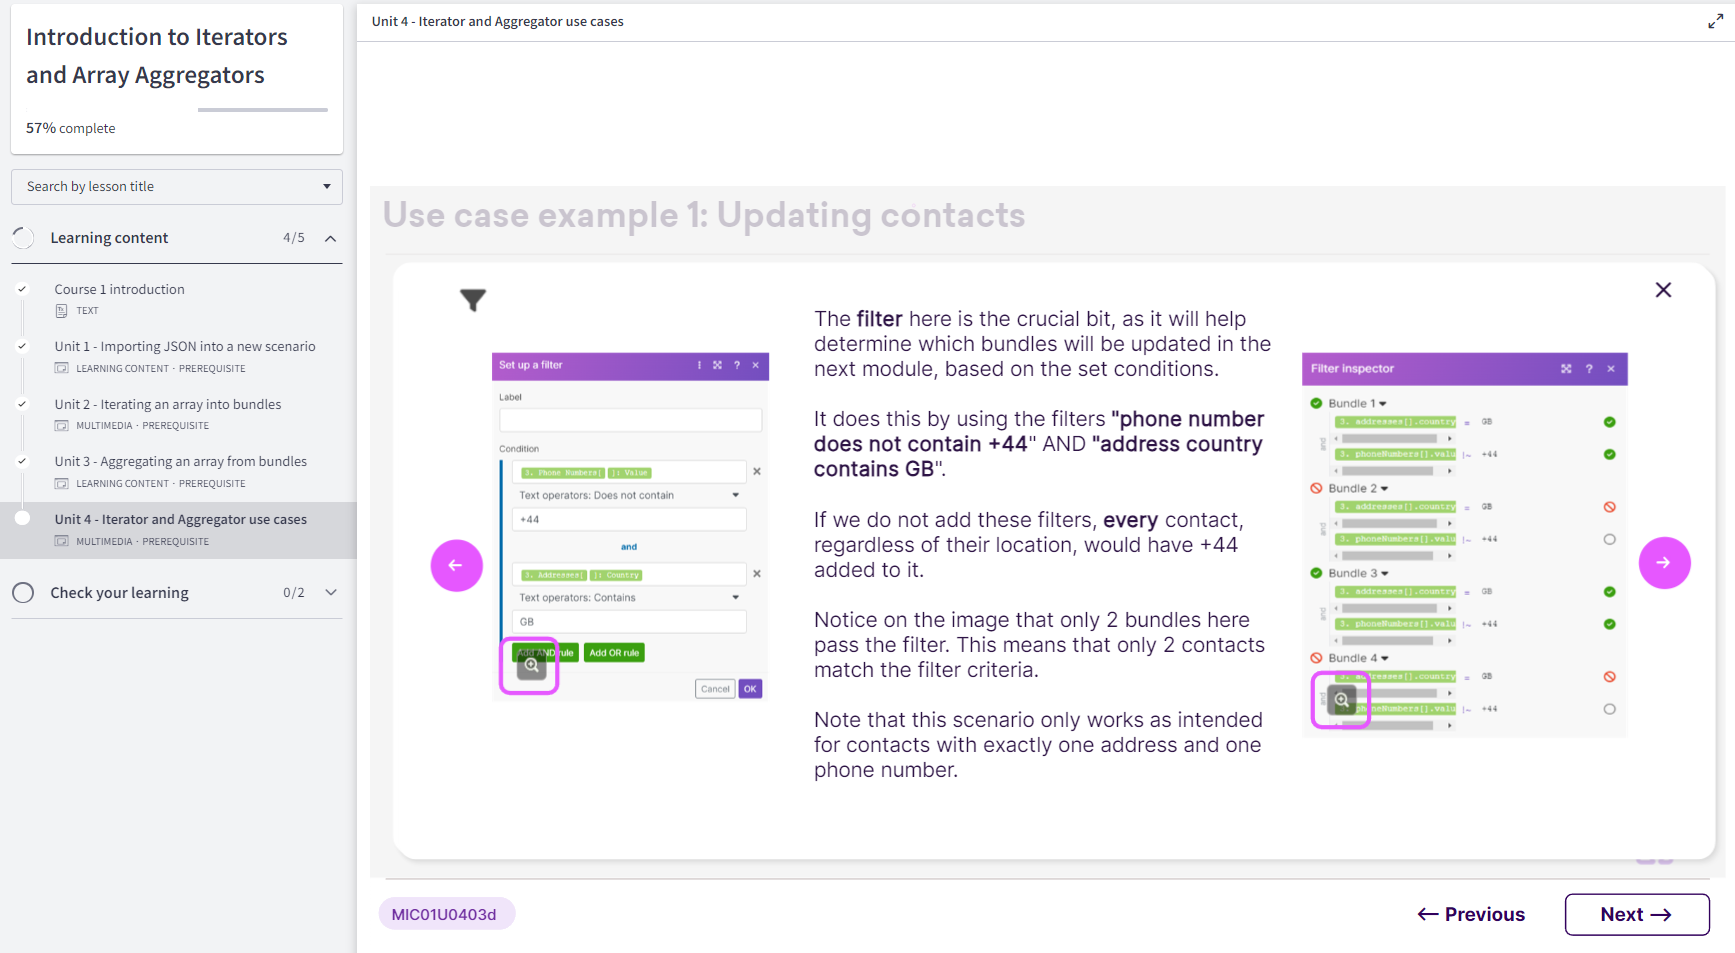 Introduction to Iterators
and Array Aggregators
57% complete
Search by lesson title
Learning content 4/5
Course 1 introduction
TEXT
Unit 1 - Importing JSON into a new scenario
LEARNING CONTENT · PREREQUISITE
Unit 2 - Iterating an array into bundles
MULTIMEDIA · PREREQUISITE
Unit 3 - Aggregating an array from bundles
LEARNING CONTENT · PREREQUISITE
Unit 4 - Iterator and Aggregator use cases
MULTIMEDIA · PREREQUISITE
Check your learning 0/2
Unit 4 - Iterator and Aggregator use cases
Use case example 1: Updating contacts
Set up a filter
Label
Condition
3. Phone Numbers[ ]: Value
Text operators: Does not contain
+44
and
3. Addresses[ ]: Country
Text operators: Contains
GB
Add AND rule Add OR rule
Cancel OK
The filter here is the crucial bit, as it will help
determine which bundles will be updated in the
next module, based on the set conditions.
It does this by using the filters "phone number
does not contain +44" AND "address country
contains GB".
If we do not add these filters, every contact,
regardless of their location, would have +44
added to it.
Notice on the image that only 2 bundles here
pass the filter. This means that only 2 contacts
match the filter criteria.
Note that this scenario only works as intended
for contacts with exactly one address and one
phone number.
Filter inspector
Bundle 1
3. addresses[].country = GB
and
3. phoneNumbers[].valu !~ +44
Bundle 2
3. addresses[].country = GB
and
3. phoneNumbers[].valu !~ +44
Bundle 3
3. addresses[].country = GB
and
3. phoneNumbers[].valu !~ +44
Bundle 4
3. addresses[].country = GB
and
phoneNumbers[].valu !~ +44
MIC01U0403d
← Previous
Next →